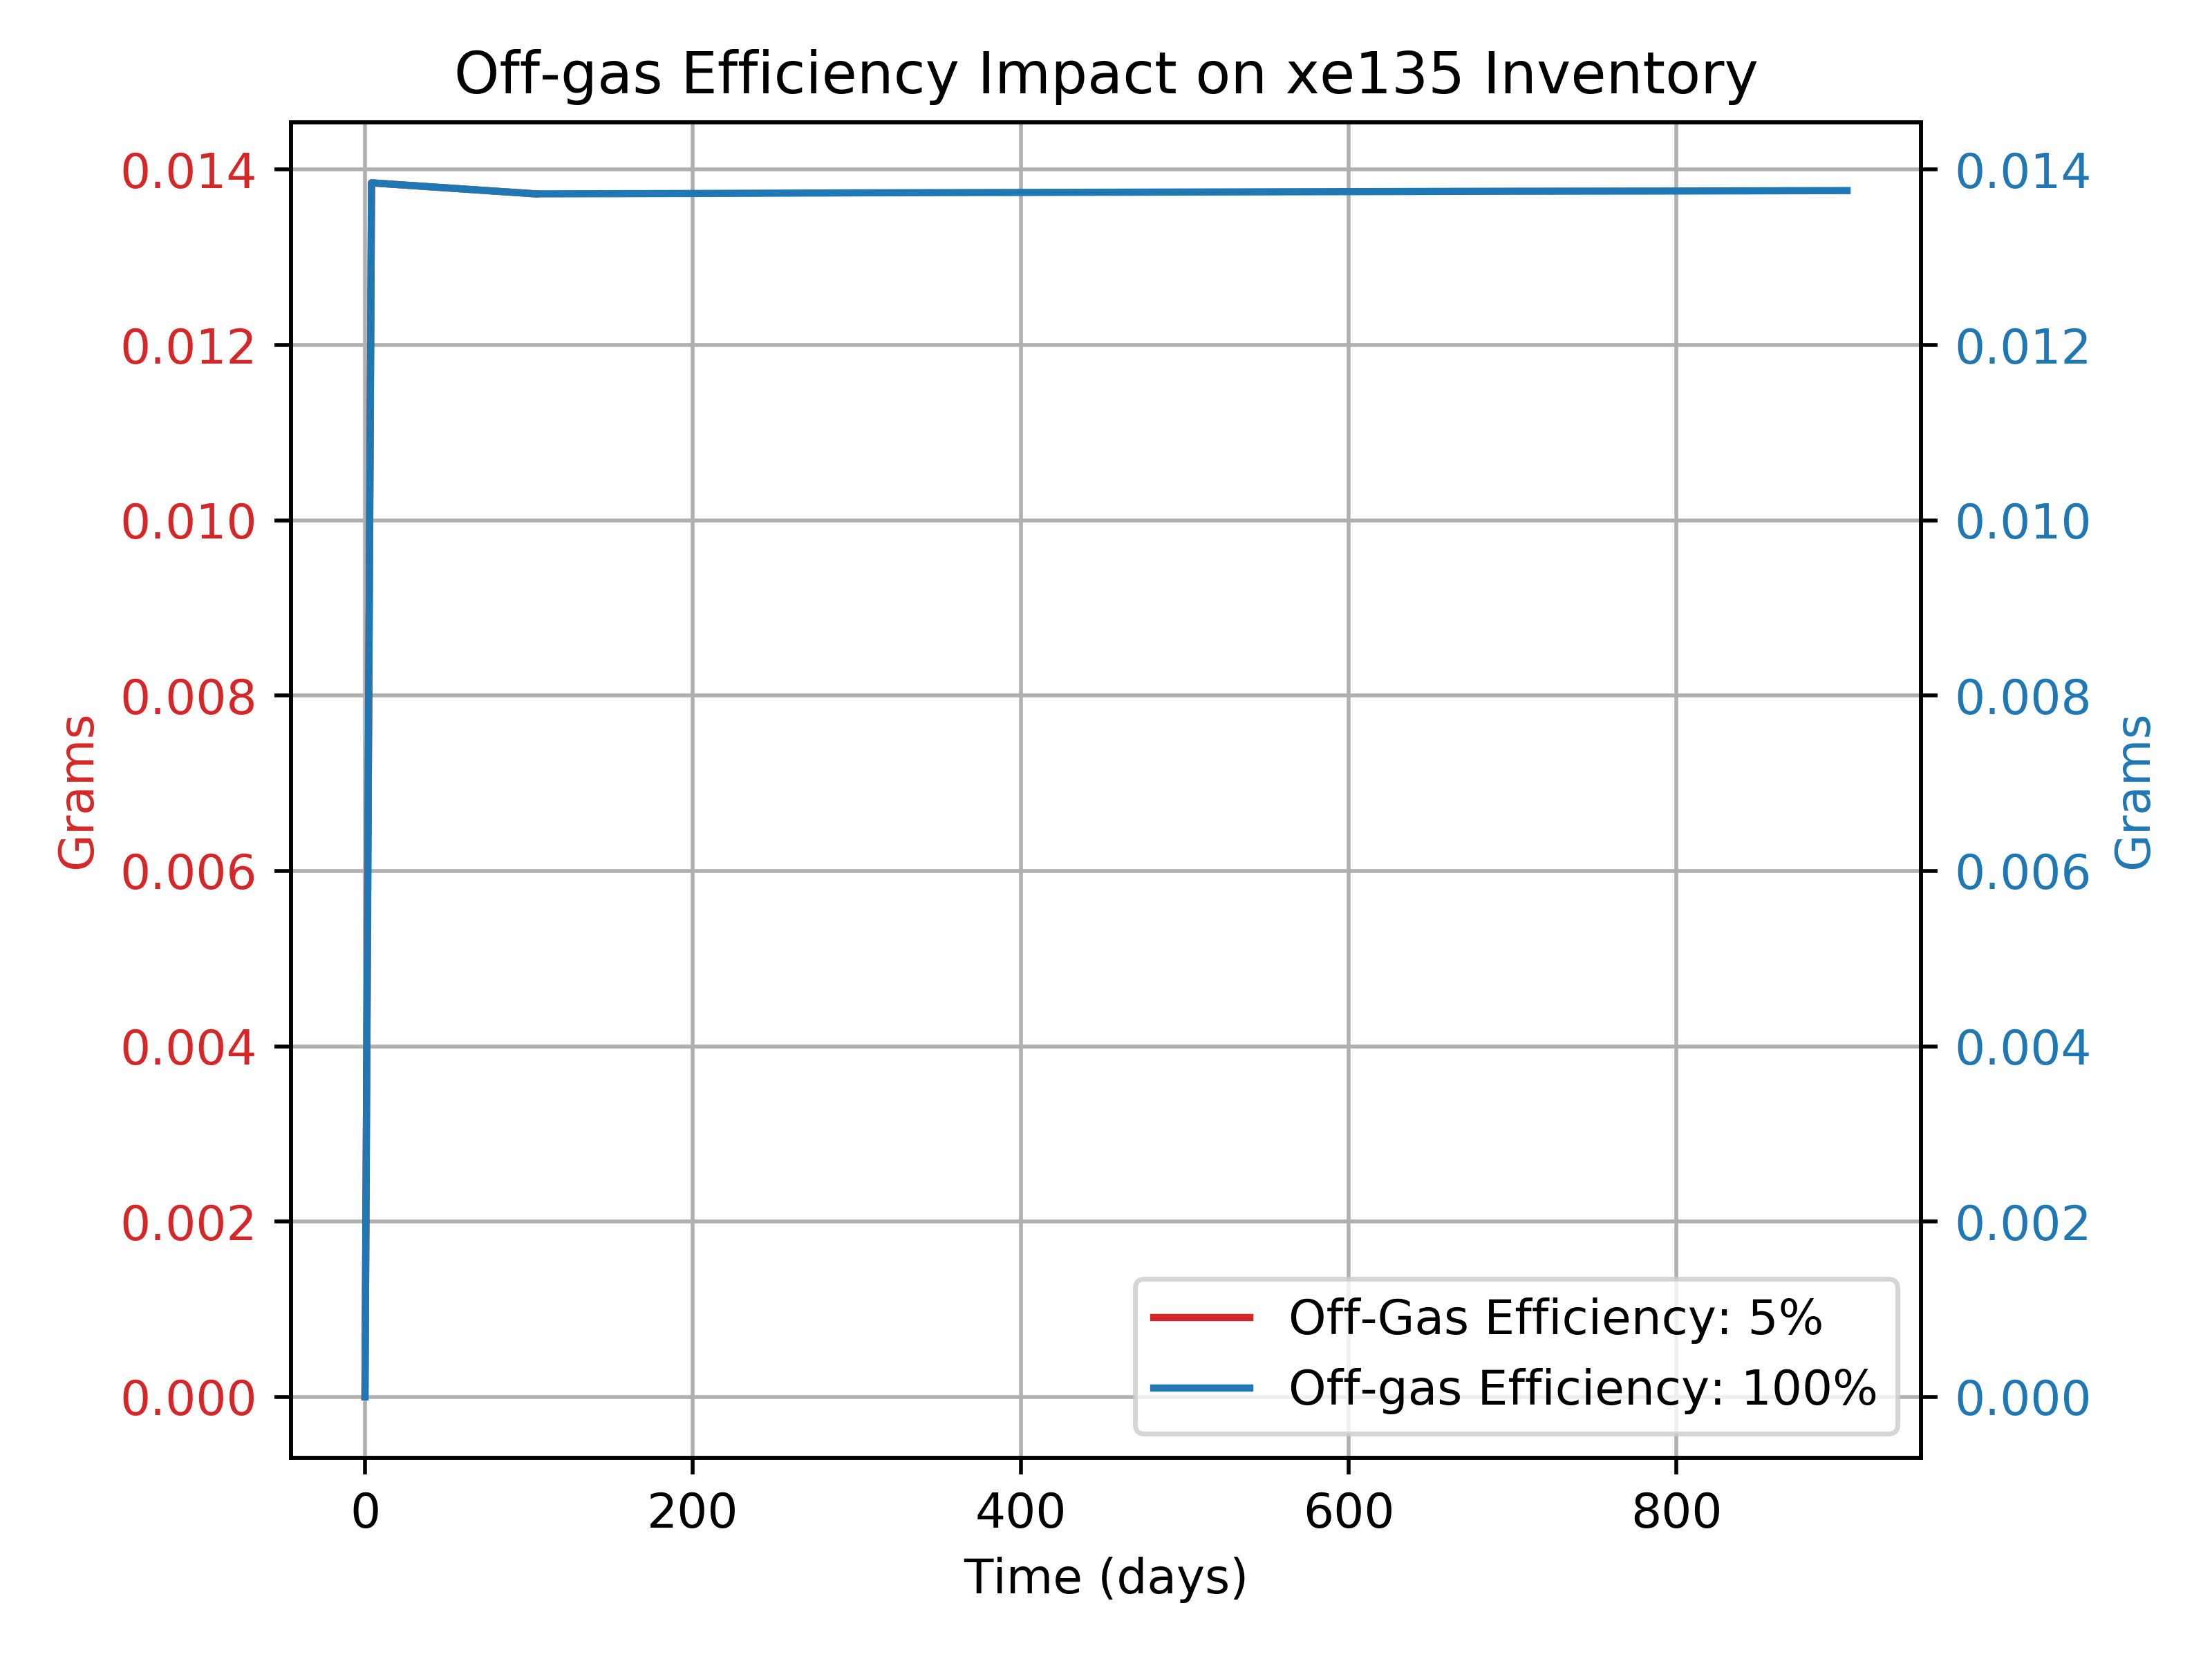 Off-gas Efficiency Impact on xe135 Inventory
0.014
0.012
0.010
0.008
0.006
0.004
0.002
0.000
Grams
0.014
0.012
0.010
0.008
0.006
0.004
0.002
0.000
Grams
Off-Gas Efficiency: 5%
Off-gas Efficiency: 100%
0 200 400 600 800
Time (days)